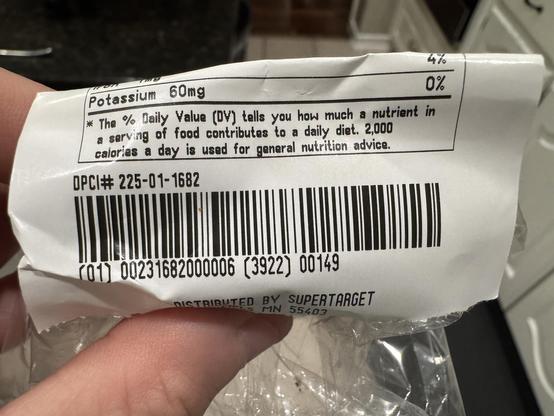 4%
Potassium 60mg 0%
* The % Daily Value (DV) tells you how much a nutrient in
a serving of food contributes to a daily diet. 2,000
calories a day is used for general nutrition advice.
DPCI# 225-01-1682
(01) 00231682000006 (3922) 00149
DISTRIBUTED BY SUPERTARGET
MN 55403